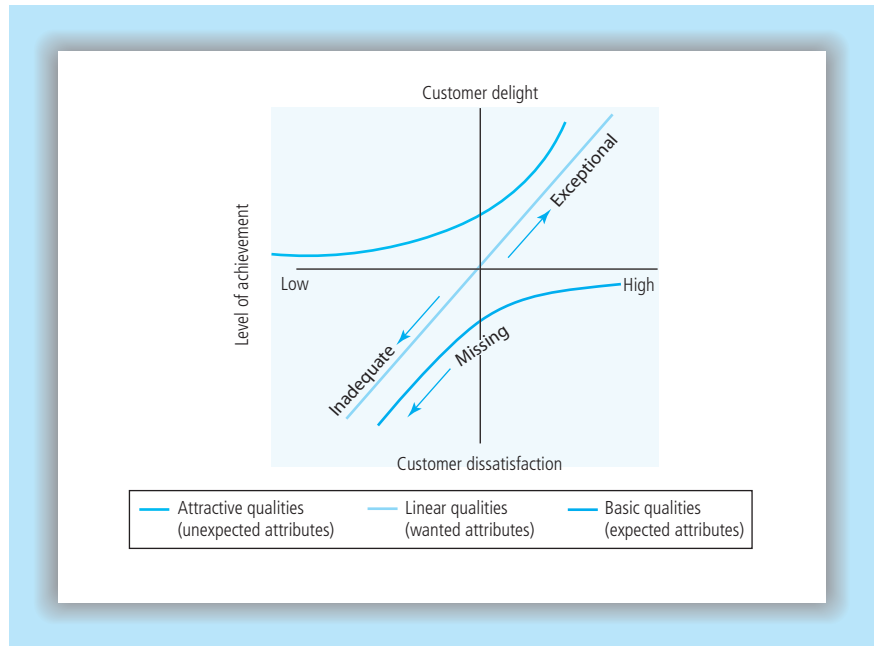 Customer delight
Exceptional
Level of achievement
Low
High
Missing
Inadequate
Customer dissatisfaction
Attractive qualities
(unexpected attributes)
Linear qualities
(wanted attributes)
Basic qualities
(expected attributes)